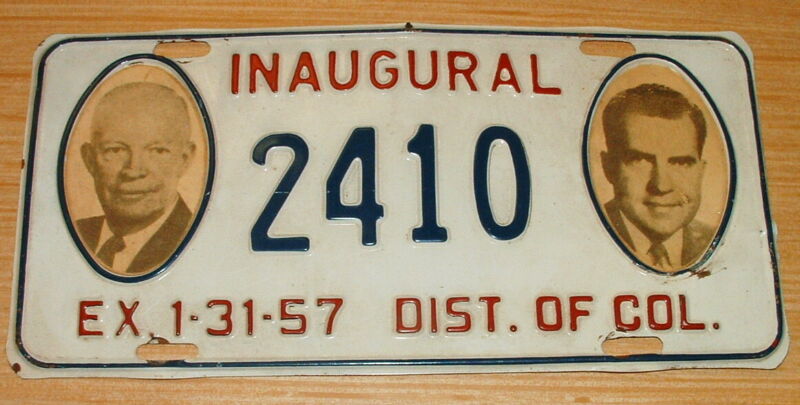 INAUGURAL
2410
EX 1-31-57 DIST. OF COL.